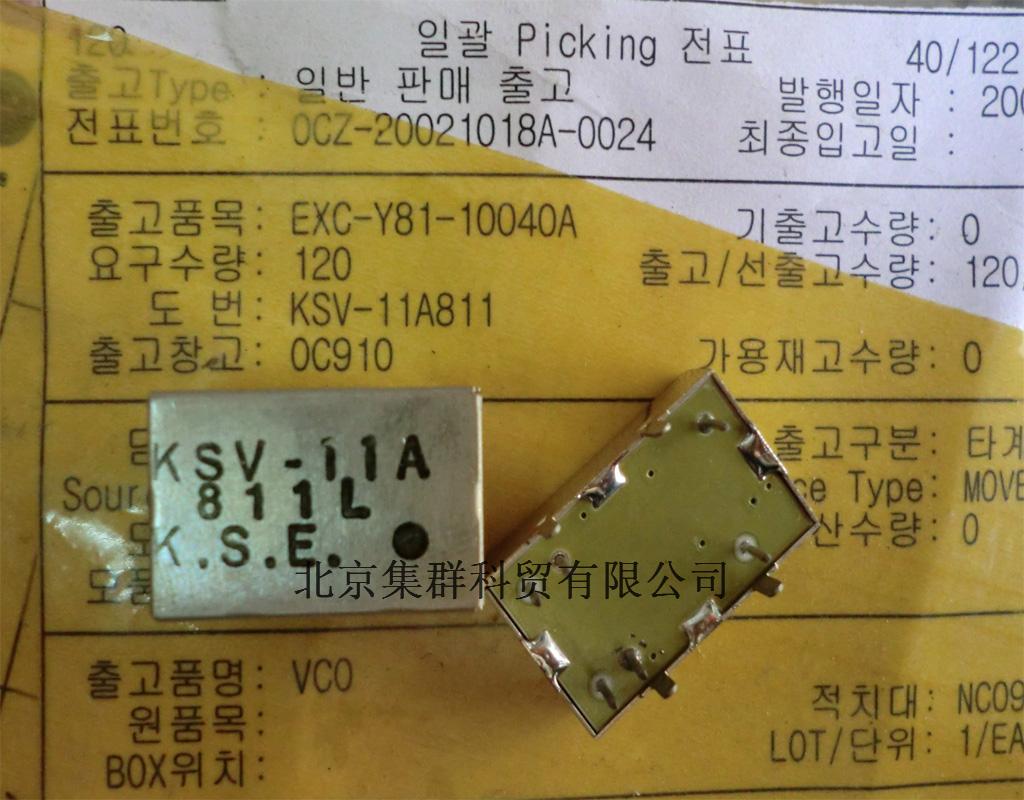 120
일괄 Picking 전표
40/122
출고Type : 일반 판매 출고
발행일자 : 200
전표번호 : OCZ-20021018A-0024
최종입고일 :
출고품목: EXC-Y81-10040A
기출고수량: 0
요구수량: 120
출고/선출고수량: 120
도 번: KSV-11A811
출고창고: OC910
가용재고수량: 0
출고구분: 타계
Sour
ce Type: MOVE
산수량: 0
KSV-11A
811L
K.S.E.
北京集群科贸有限公司
출고품명: VCO
적치대: NC09
원품목:
LOT/단위: 1/EA
BOX위치: